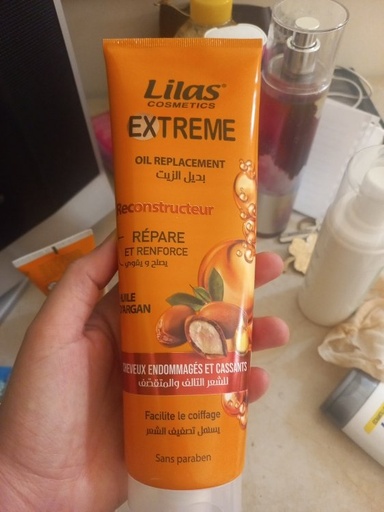 Lilas®
COSMETICS
EXTREME
OIL REPLACEMENT
بديل الزيت
Reconstructeur
RÉPARE
ET RENFORCE
يصلح و يقوي
HUILE
D'ARGAN
CHEVEUX ENDOMMAGÉS ET CASSANTS
للشعر التالف والمتقصف
Facilite le coiffage
يسهل تصفيف الشعر
Sans paraben